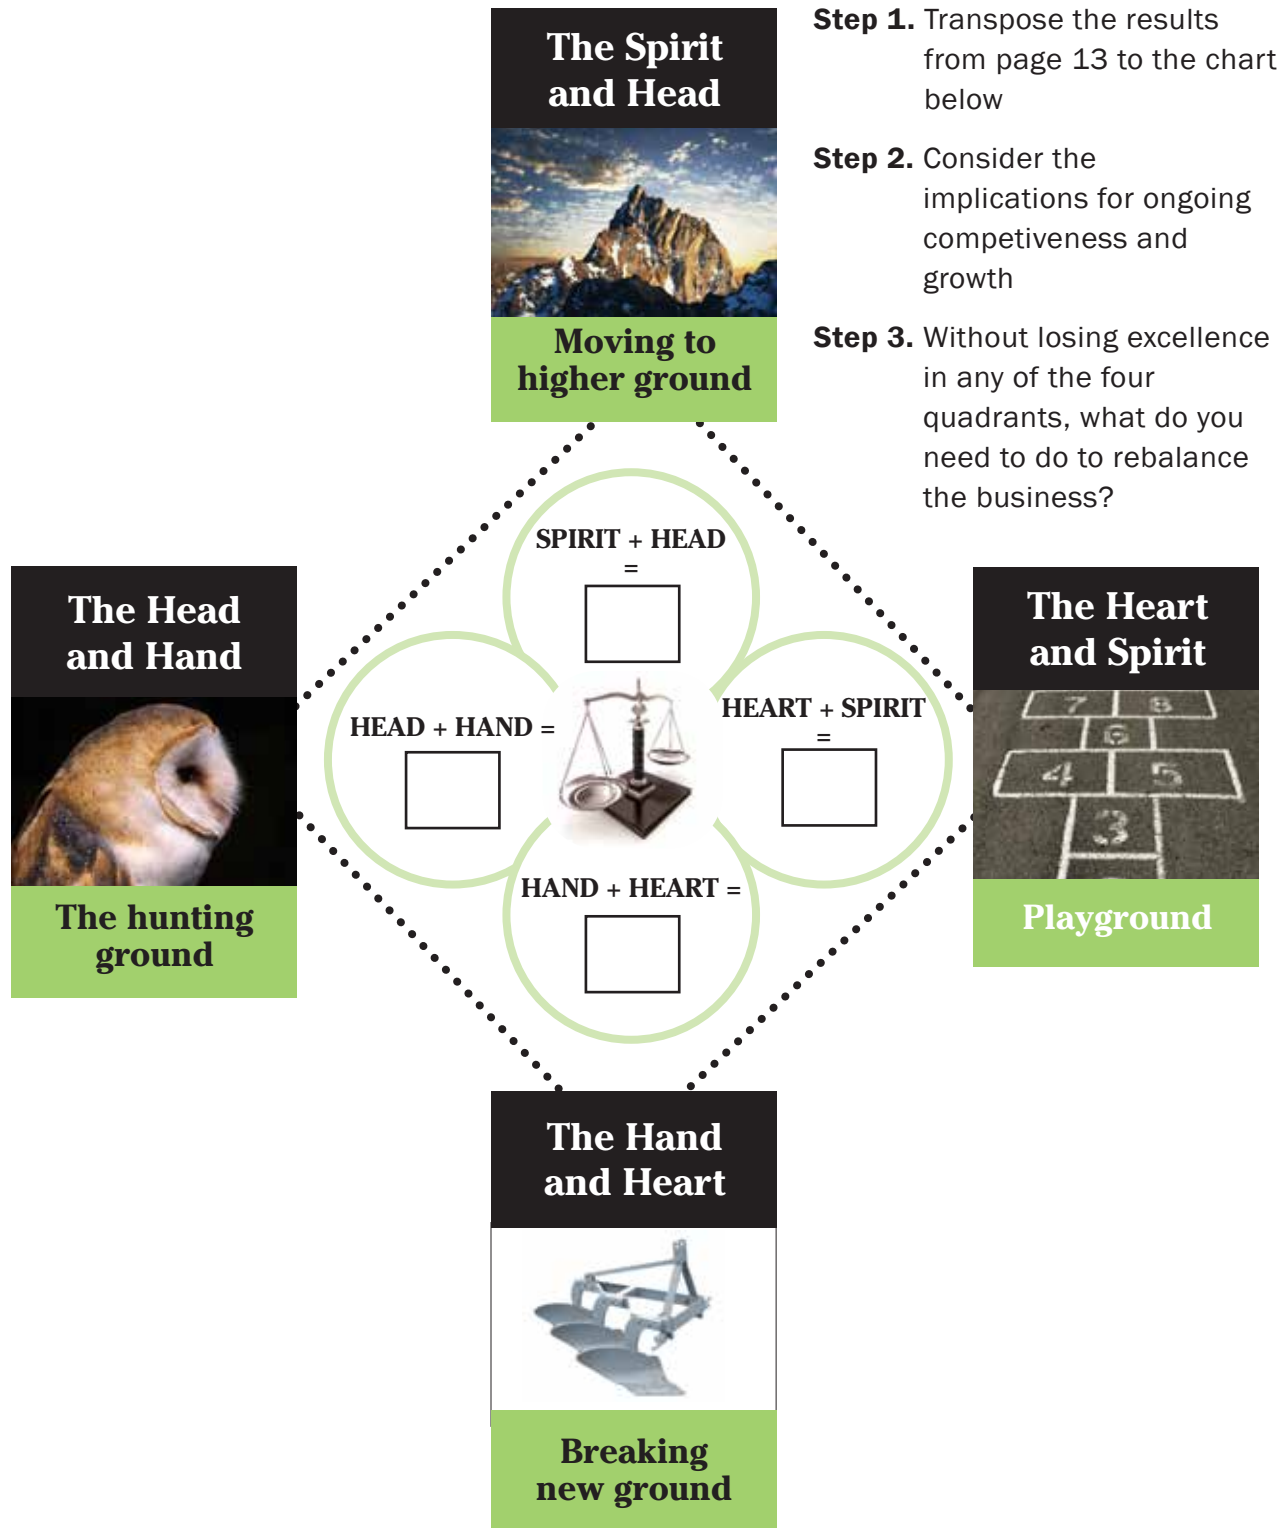 The Spirit
and Head
Moving to
higher ground
Step 1. Transpose the results
from page 13 to the chart
below
Step 2. Consider the
implications for ongoing
competiveness and
growth
Step 3. Without losing excellence
in any of the four
quadrants, what do you
need to do to rebalance
the business?
SPIRIT + HEAD
=
The Head
and Hand
The hunting
ground
HEAD + HAND =
HEART + SPIRIT
=
The Heart
and Spirit
7 8
6
4 5
3
Playground
HAND + HEART =
The Hand
and Heart
Breaking
new ground